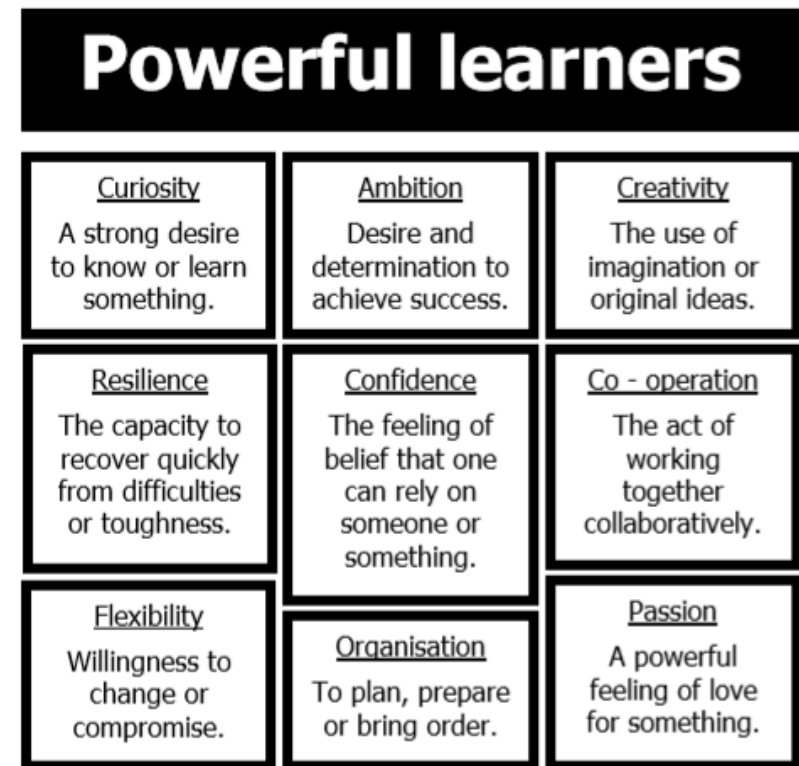 Powerful learners
Curiosity
A strong desire
to know or learn
something.
Ambition
Desire and
determination to
achieve success.
Creativity
The use of
imagination or
original ideas.
Resilience
The capacity to
recover quickly
from difficulties
or toughness.
Confidence
The feeling of
belief that one
can rely on
someone or
something.
Co - operation
The act of
working
together
collaboratively.
Flexibility
Willingness to
change or
compromise.
Organisation
To plan, prepare
or bring order.
Passion
A powerful
feeling of love
for something.